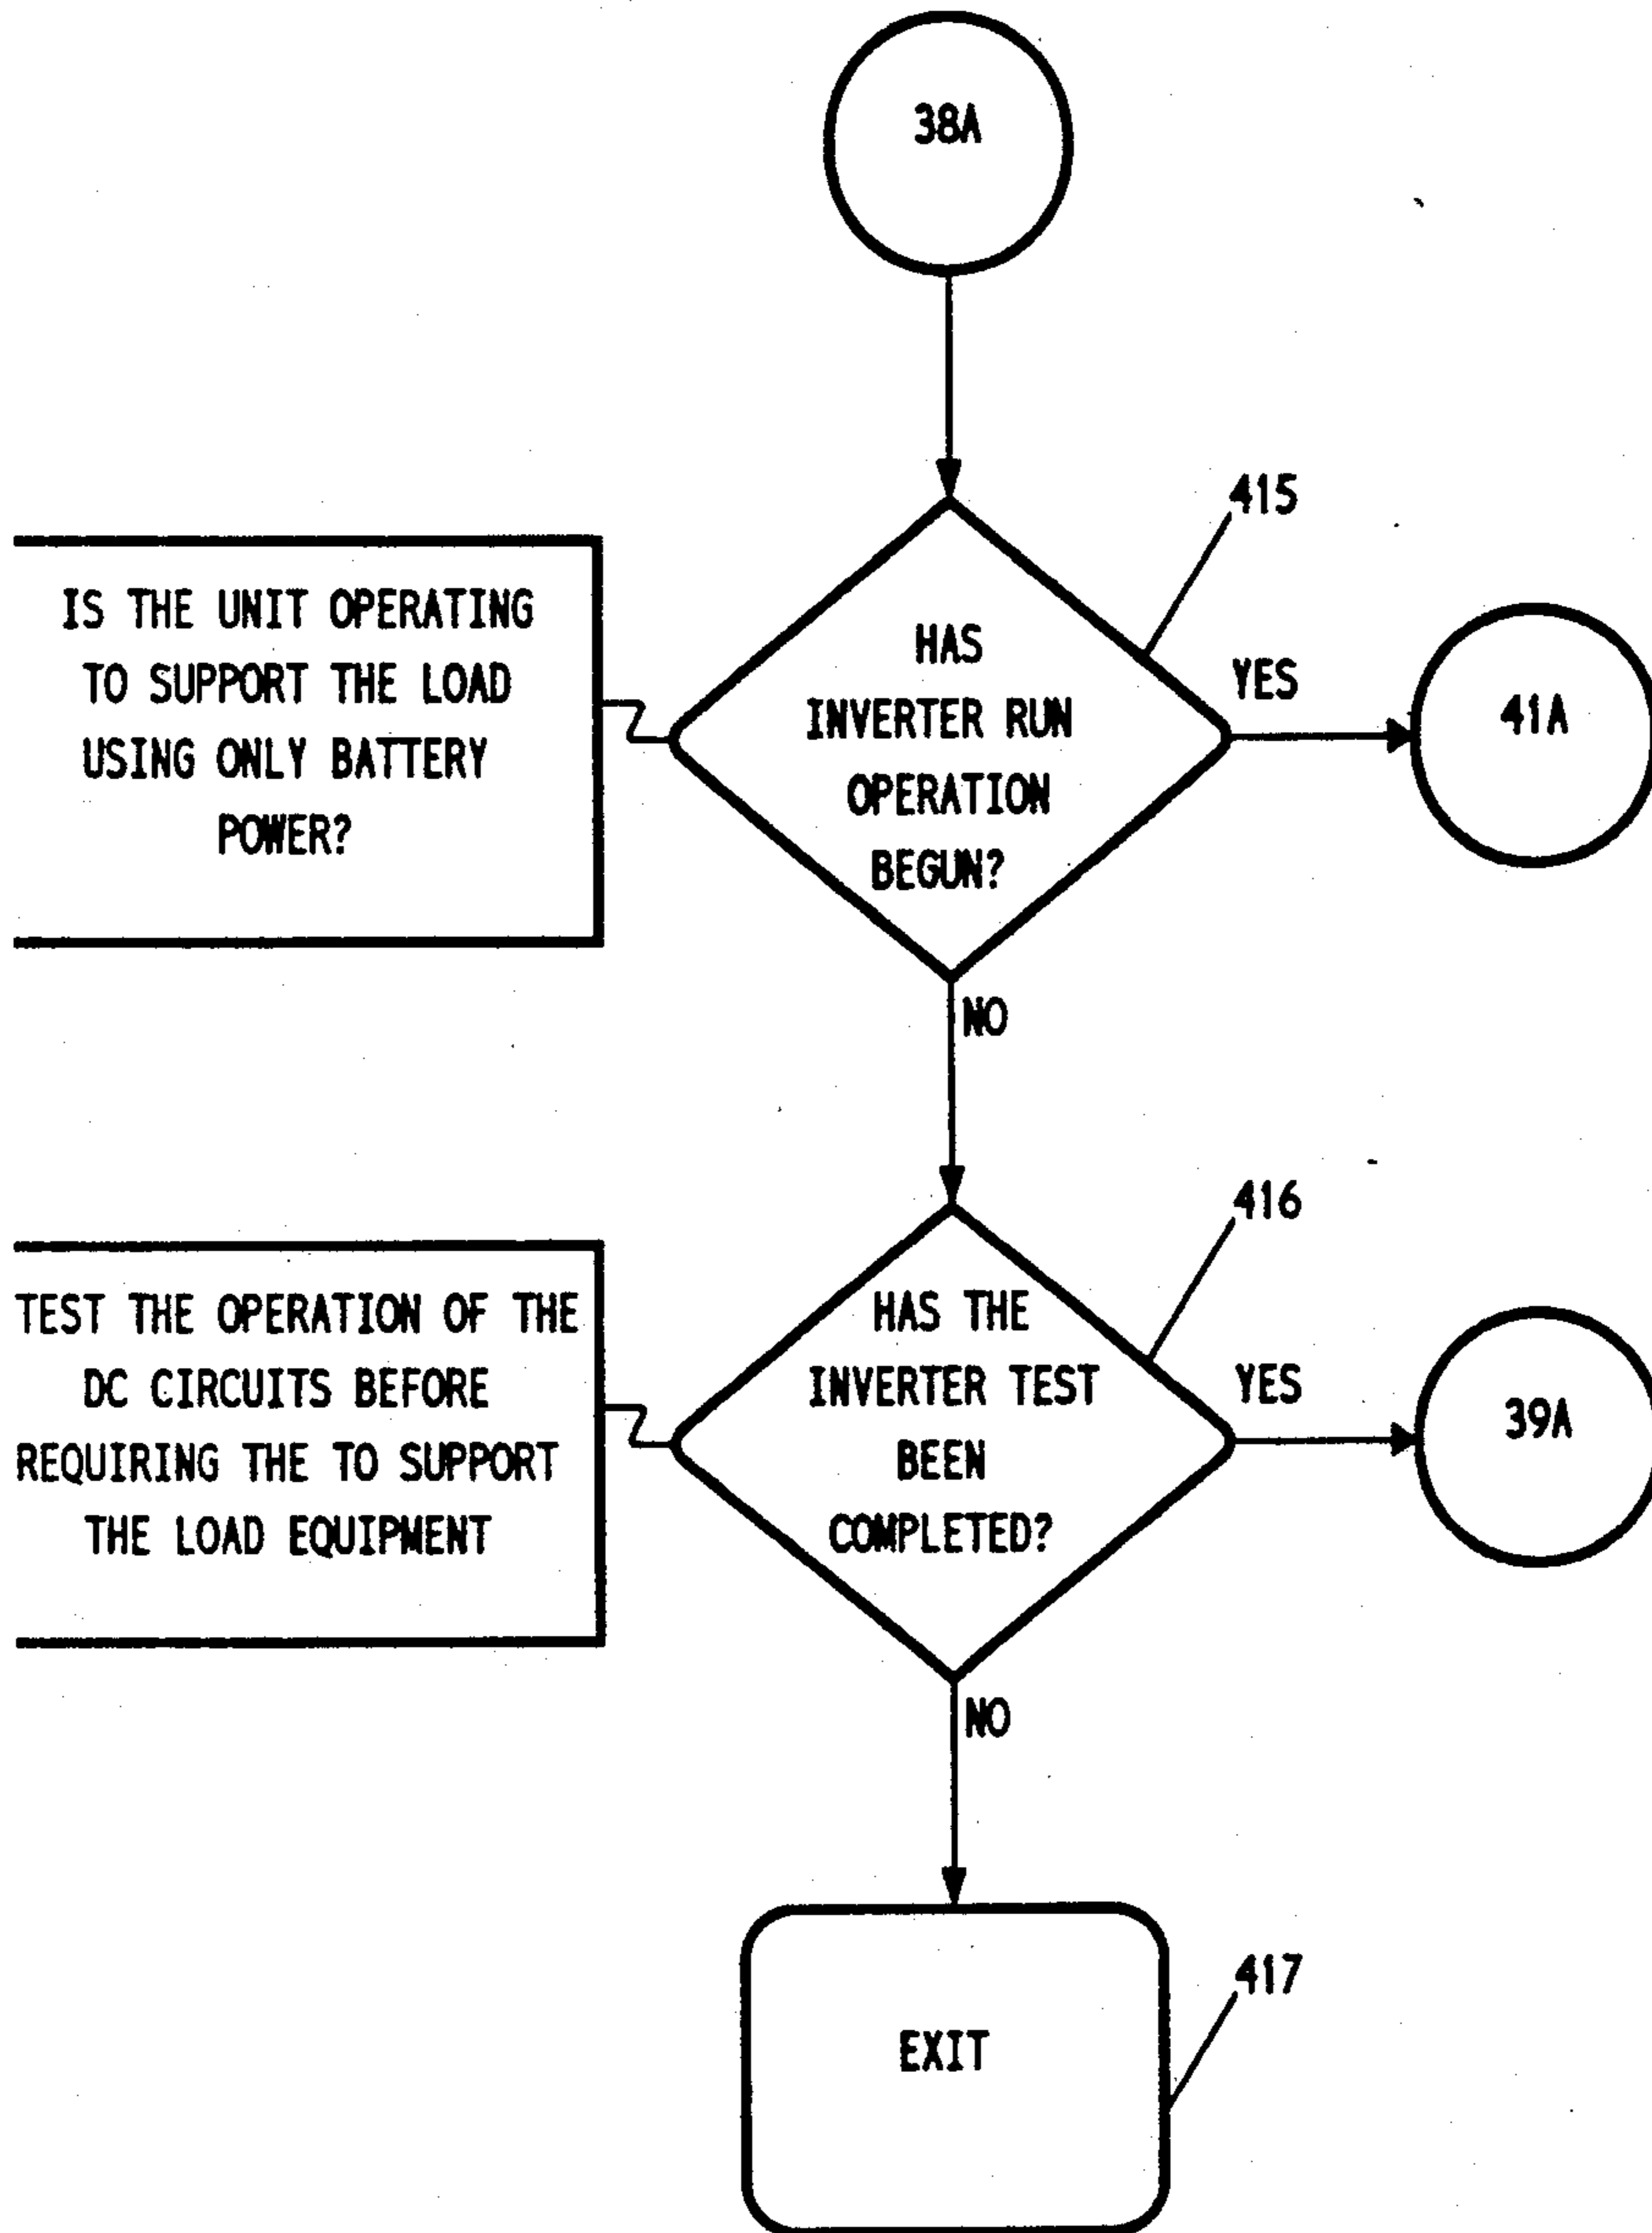 38A
415
IS THE UNIT OPERATING
TO SUPPORT THE LOAD
USING ONLY BATTERY
POWER?
HAS
INVERTER RUN
OPERATION
BEGUN?
YES
41A
NO
416
TEST THE OPERATION OF THE
DC CIRCUITS BEFORE
REQUIRING THE TO SUPPORT
THE LOAD EQUIPMENT
HAS THE
INVERTER TEST
BEEN
COMPLETED?
YES
39A
NO
417
EXIT